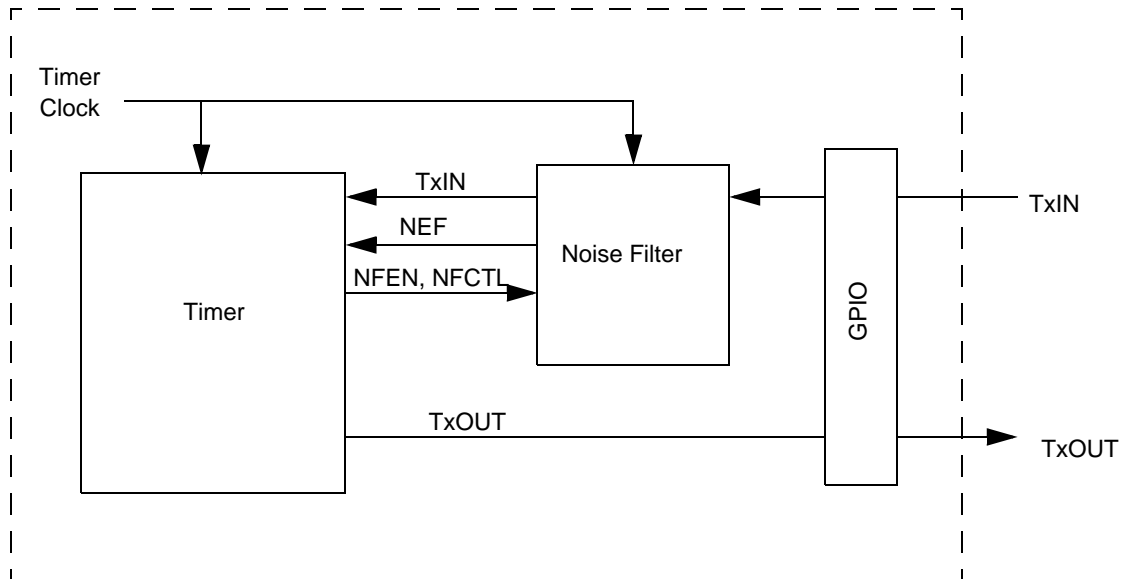 Timer
Clock
TxIN
NEF
NFEN, NFCTL
Noise Filter
Timer
GPIO
TxIN
TxOUT
TxOUT